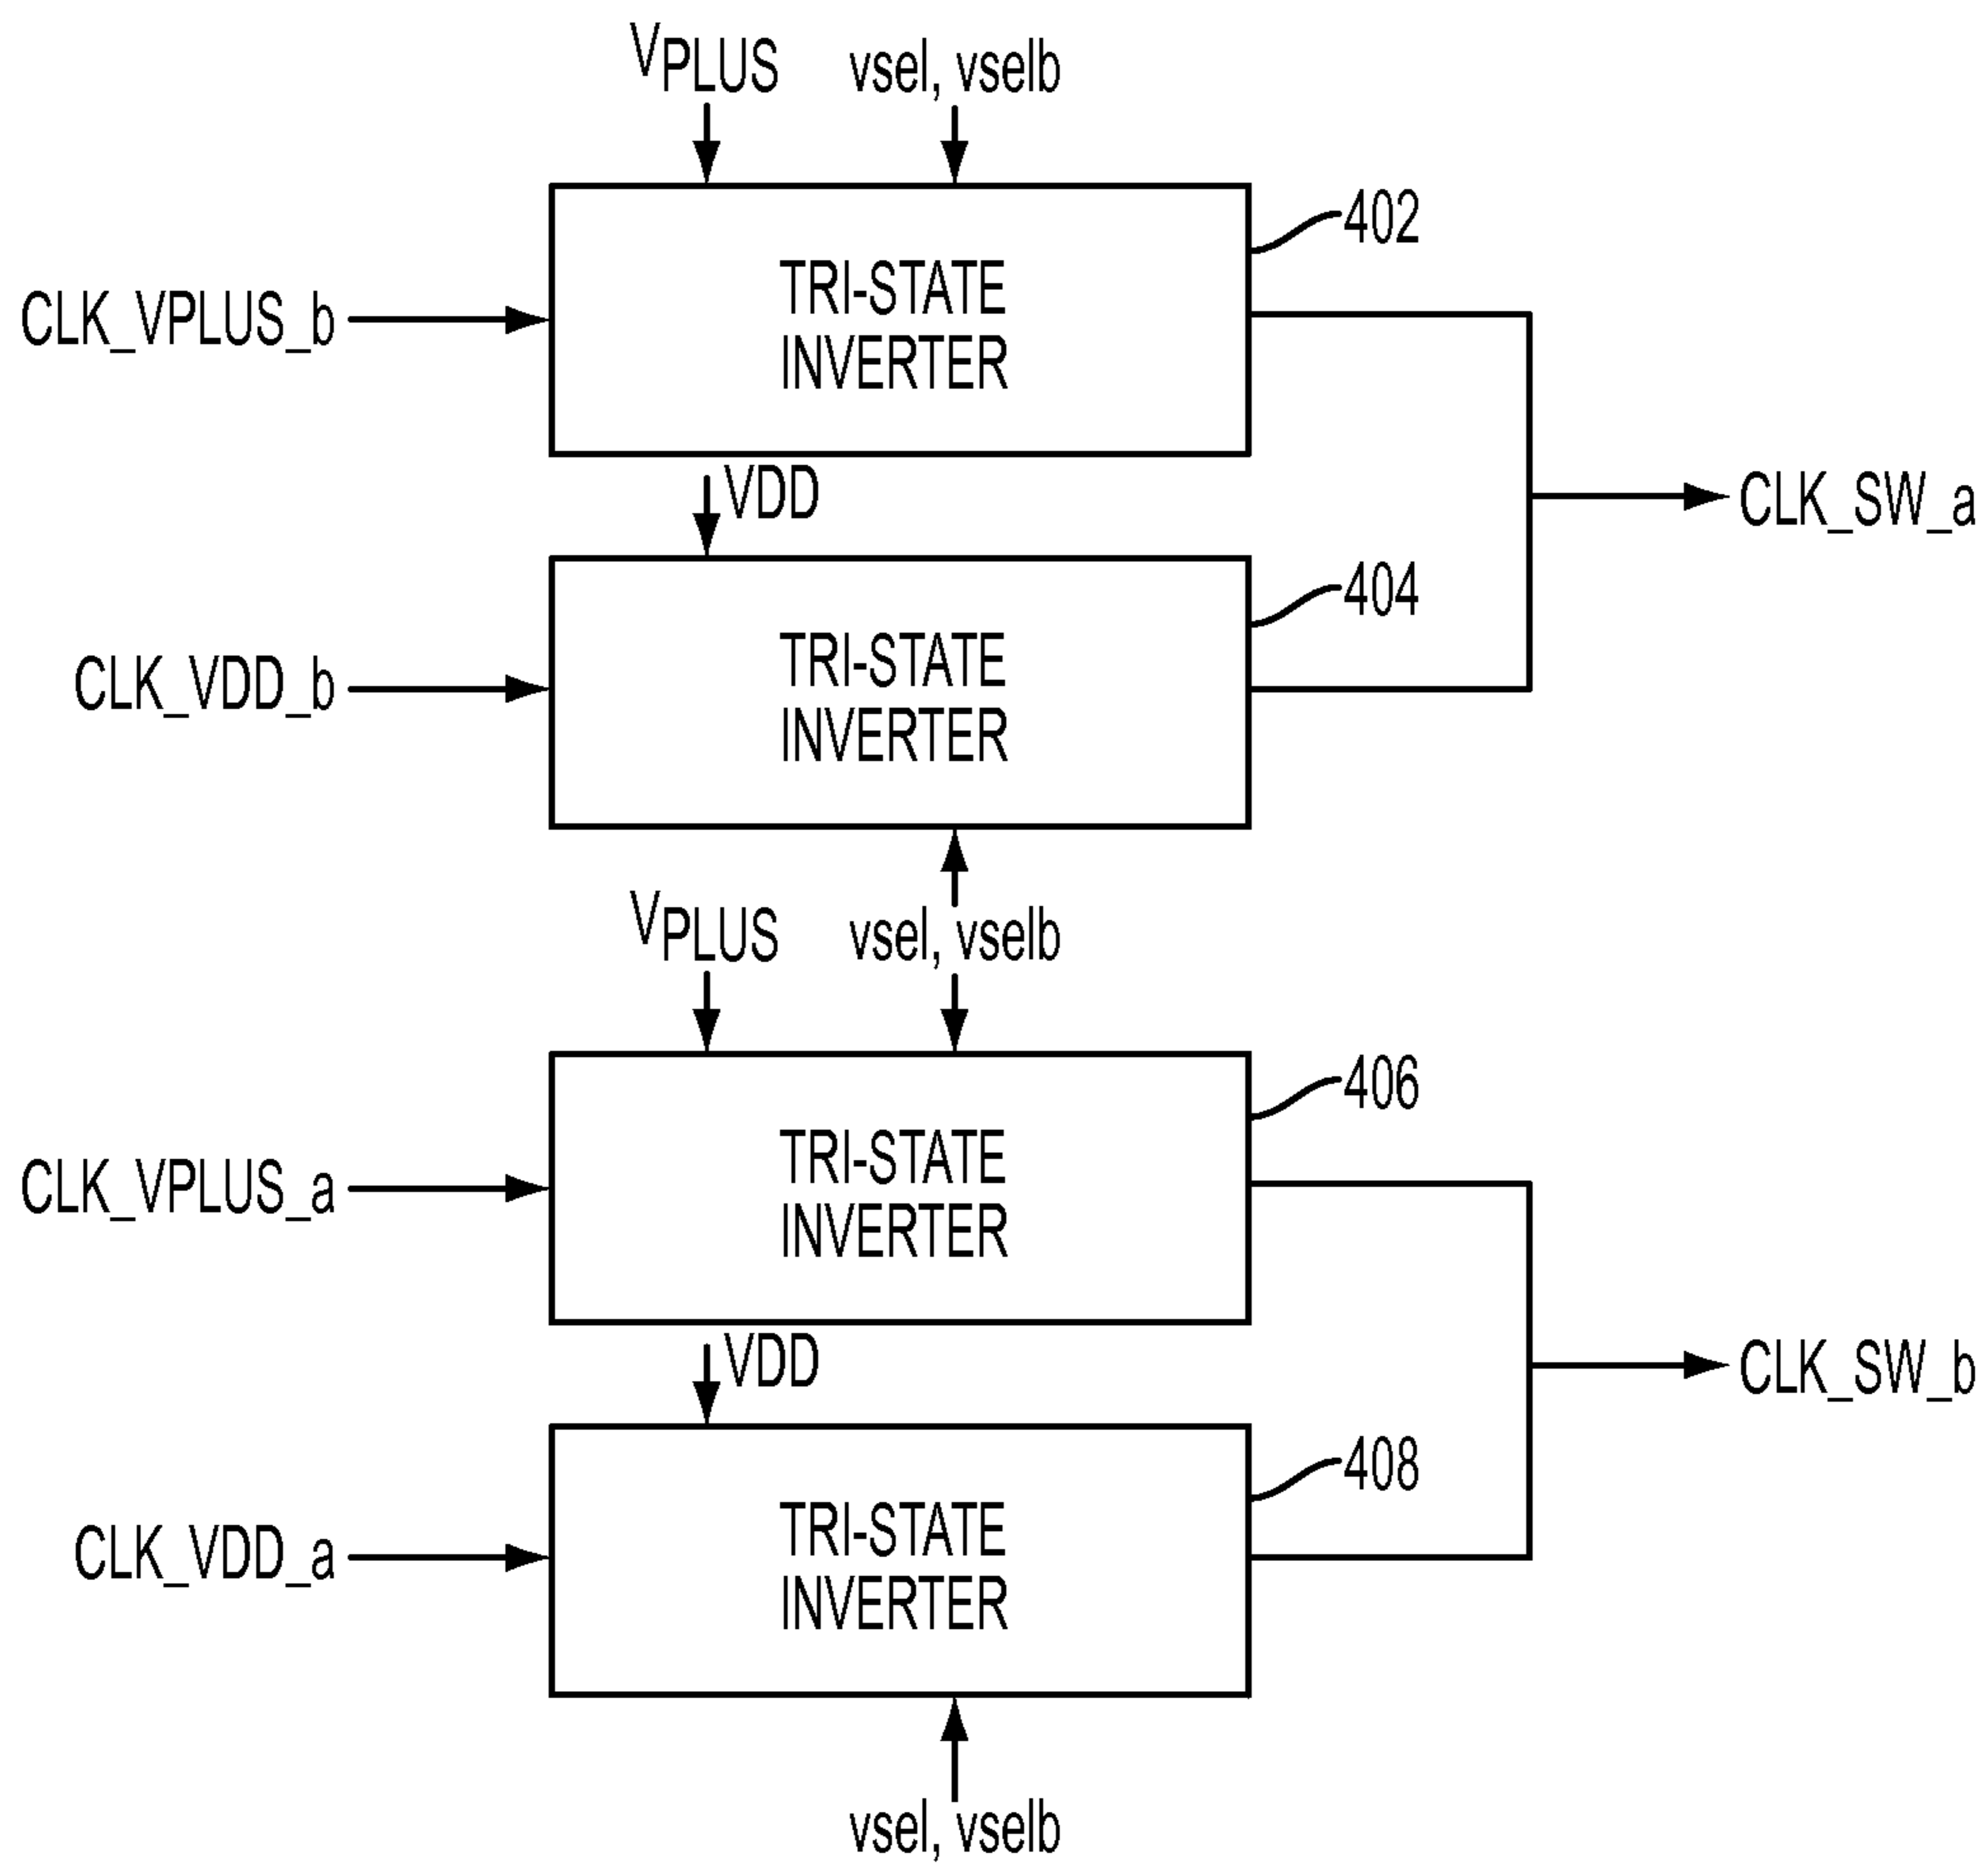 VPLUS
vsel, vselb
402
TRI-STATE
INVERTER
CLK_VPLUS_b
VDD
CLK_SW_a
404
TRI-STATE
INVERTER
CLK_VDD_b
VPLUS
vsel, vselb
406
TRI-STATE
INVERTER
CLK_VPLUS_a
VDD
CLK_SW_b
408
TRI-STATE
INVERTER
CLK_VDD_a
vsel, vselb